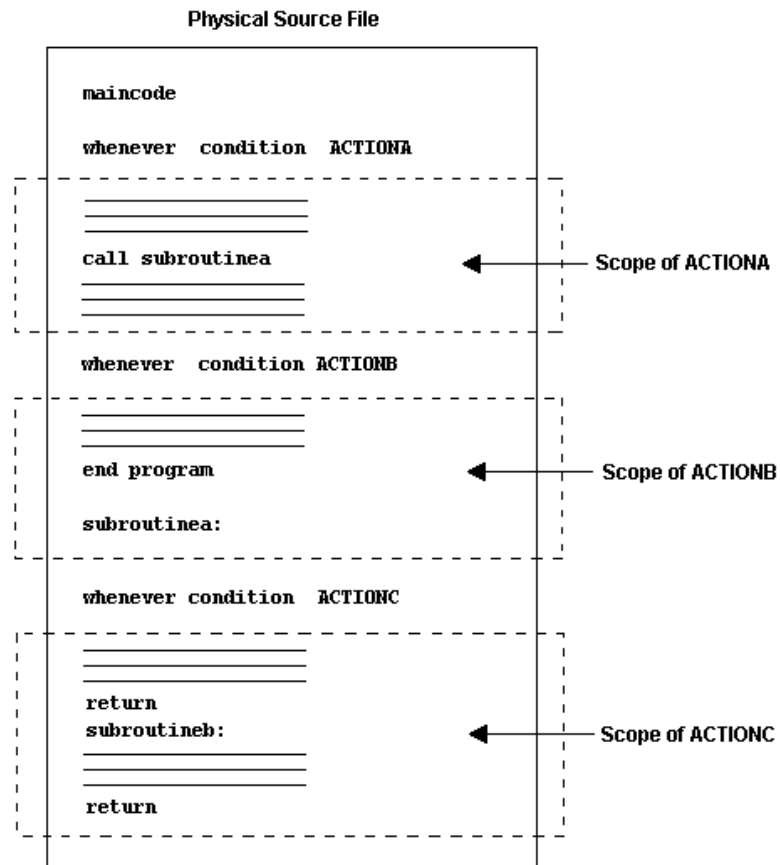 Physical Source File
maincode
whenever condition ACTIONA
call subroutinea
Scope of ACTIONA
whenever condition ACTIONB
end program
Scope of ACTIONB
subroutinea:
whenever condition ACTIONC
return
subroutineb:
Scope of ACTIONC
return